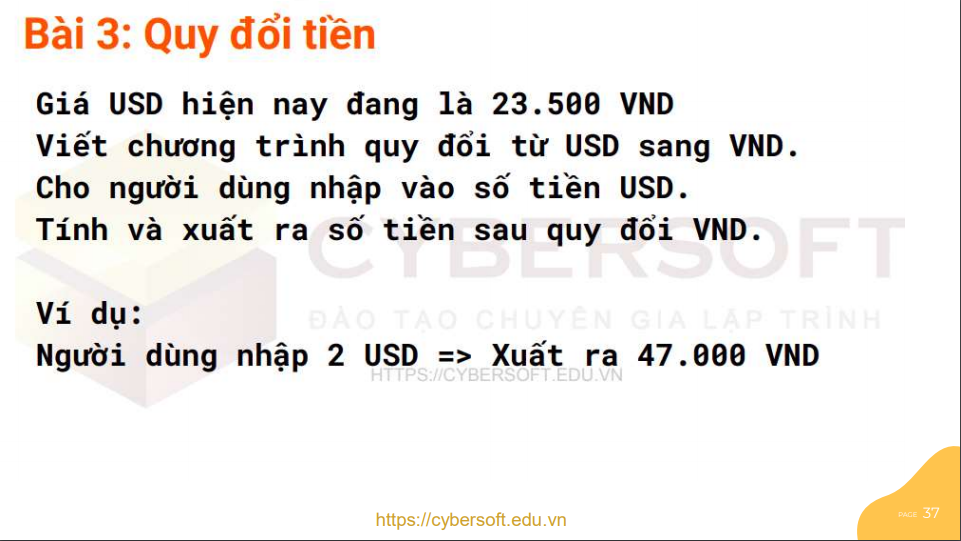 Bài 3: Quy đổi tiền
Giá USD hiện nay đang là 23.500 VND
Viết chương trình quy đổi từ USD sang VND.
Cho người dùng nhập vào số tiền USD.
Tính và xuất ra số tiền sau quy đổi VND.
CYBERSOFT
ĐÀO TẠO CHUYÊN GIA LẬP TRÌNH
Ví dụ:
Người dùng nhập 2 USD => Xuất ra 47.000 VND
HTTPS://CYBERSOFT.EDU.VN
PAGE 37
https://cybersoft.edu.vn